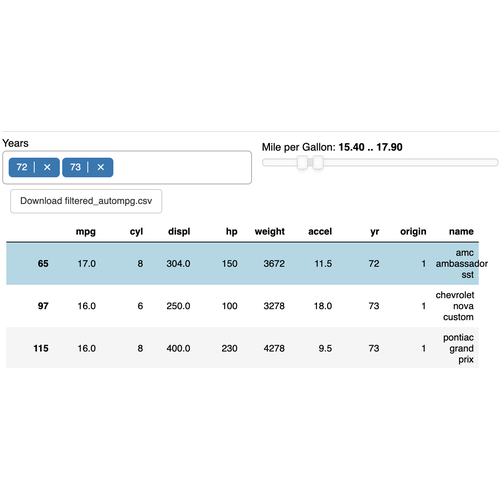 Years
72 | ✕ 73 | ✕
Mile per Gallon: 15.40 .. 17.90
Download filtered_autompg.csv
mpg cyl displ hp weight accel yr origin name
65 17.0 8 304.0 150 3672 11.5 72 1 amc
ambassador
sst
97 16.0 6 250.0 100 3278 18.0 73 1 chevrolet
nova
custom
115 16.0 8 400.0 230 4278 9.5 73 1 pontiac
grand
prix